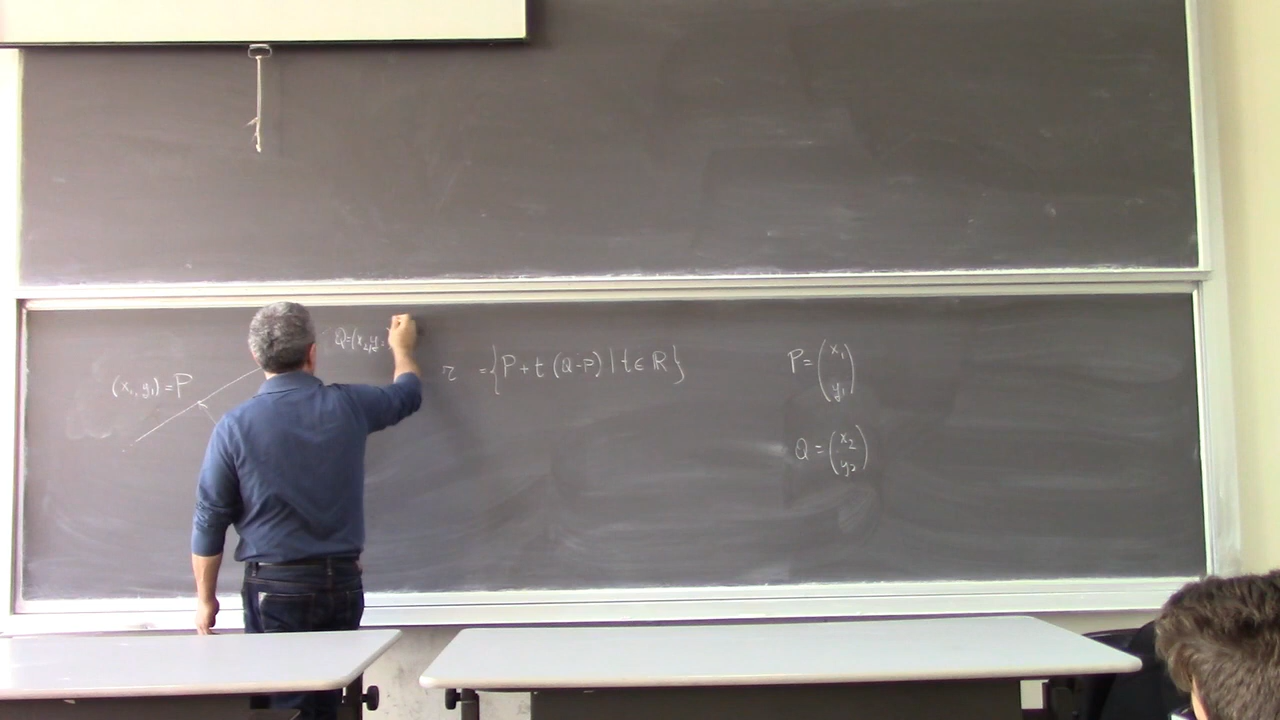 (x₁, y₁) = P
Q=(x₂, y₂
r = {P + t (Q-P) | t ∈ ℝ}
P = (x₁
y₁)
Q = (x₂
y₂)